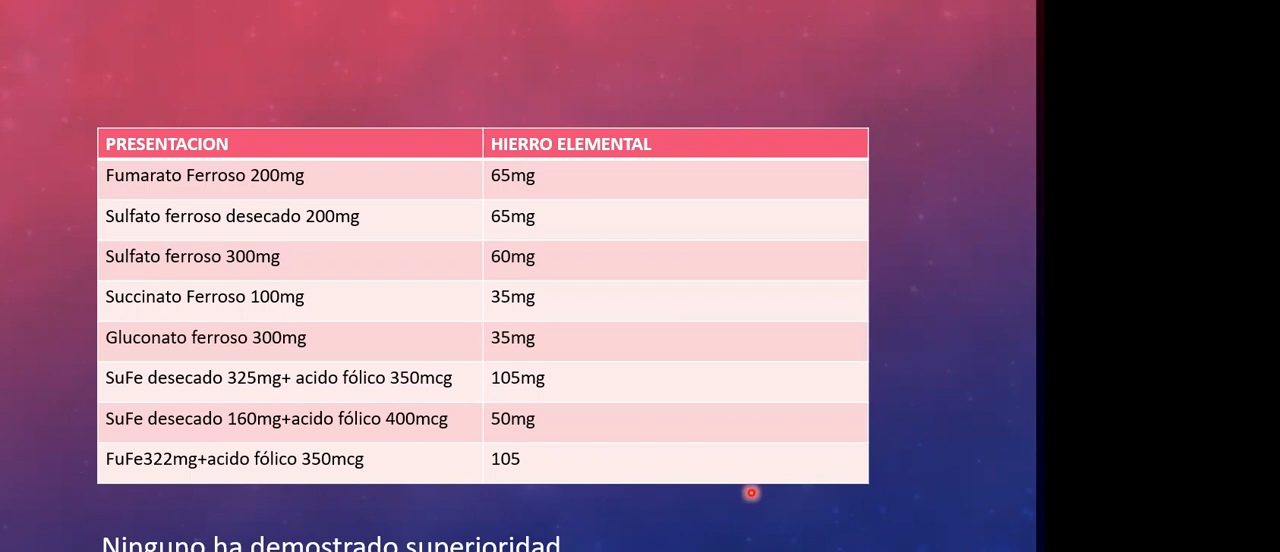 PRESENTACION HIERRO ELEMENTAL
Fumarato Ferroso 200mg 65mg
Sulfato ferroso desecado 200mg 65mg
Sulfato ferroso 300mg 60mg
Succinato Ferroso 100mg 35mg
Gluconato ferroso 300mg 35mg
SuFe desecado 325mg+ acido fólico 350mcg 105mg
SuFe desecado 160mg+acido fólico 400mcg 50mg
FuFe322mg+acido fólico 350mcg 105
Ninguno ha demostrado superioridad